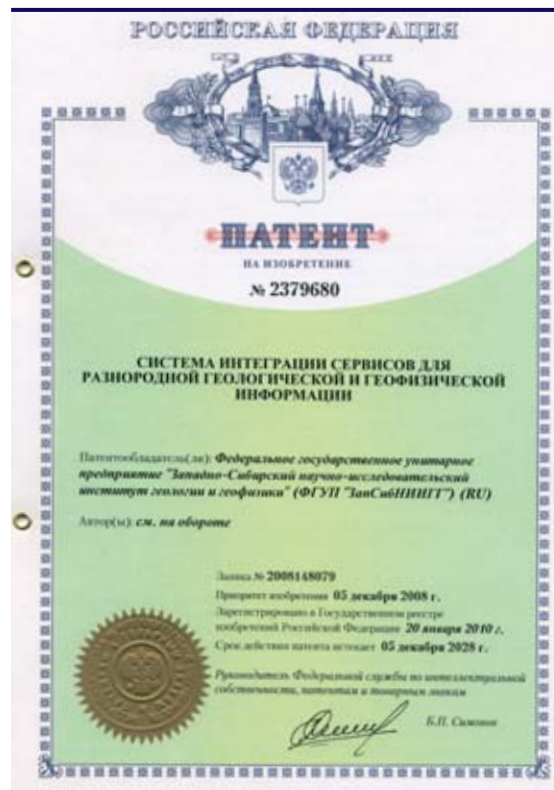 РОССИЙСКАЯ ФЕДЕРАЦИЯ
ПАТЕНТ
НА ИЗОБРЕТЕНИЕ
№ 2379680
СИСТЕМА ИНТЕГРАЦИИ СЕРВИСОВ ДЛЯ
РАЗНОРОДНОЙ ГЕОЛОГИЧЕСКОЙ И ГЕОФИЗИЧЕСКОЙ
ИНФОРМАЦИИ
Патентообладатель(ли): Федеральное государственное унитарное
предприятие "Западно-Сибирский научно-исследовательский
институт геологии и геофизики" (ФГУП "ЗапСибНИИГГ") (RU)
Автор(ы): см. на обороте
Заявка № 2008148079
Приоритет изобретения 05 декабря 2008 г.
Зарегистрировано в Государственном реестре
изобретений Российской Федерации 20 января 2010 г.
Срок действия патента истекает 05 декабря 2028 г.
Руководитель Федеральной службы по интеллектуальной
собственности, патентам и товарным знакам
Б.П. Симонов